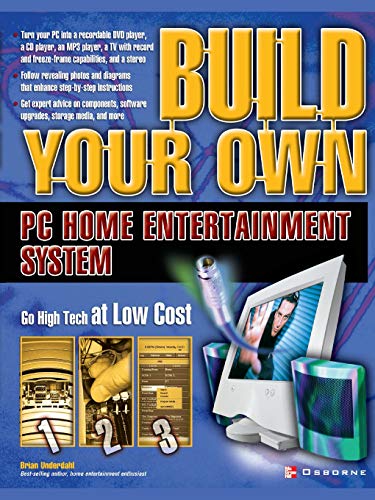 • Turn your PC into a recordable DVD player,
a CD player, an MP3 player, a TV with record
and freeze-frame capabilities, and a stereo
• Follow revealing photos and diagrams
that enhance step-by-step instructions
• Get expert advice on components, software
upgrades, storage media, and more
BUILD
YOUR OWN
PC HOME ENTERTAINMENT
SYSTEM
Go High Tech at Low Cost
1 2 3
Brian Underdahl
Best-selling author, home entertainment enthusiast
OSBORNE